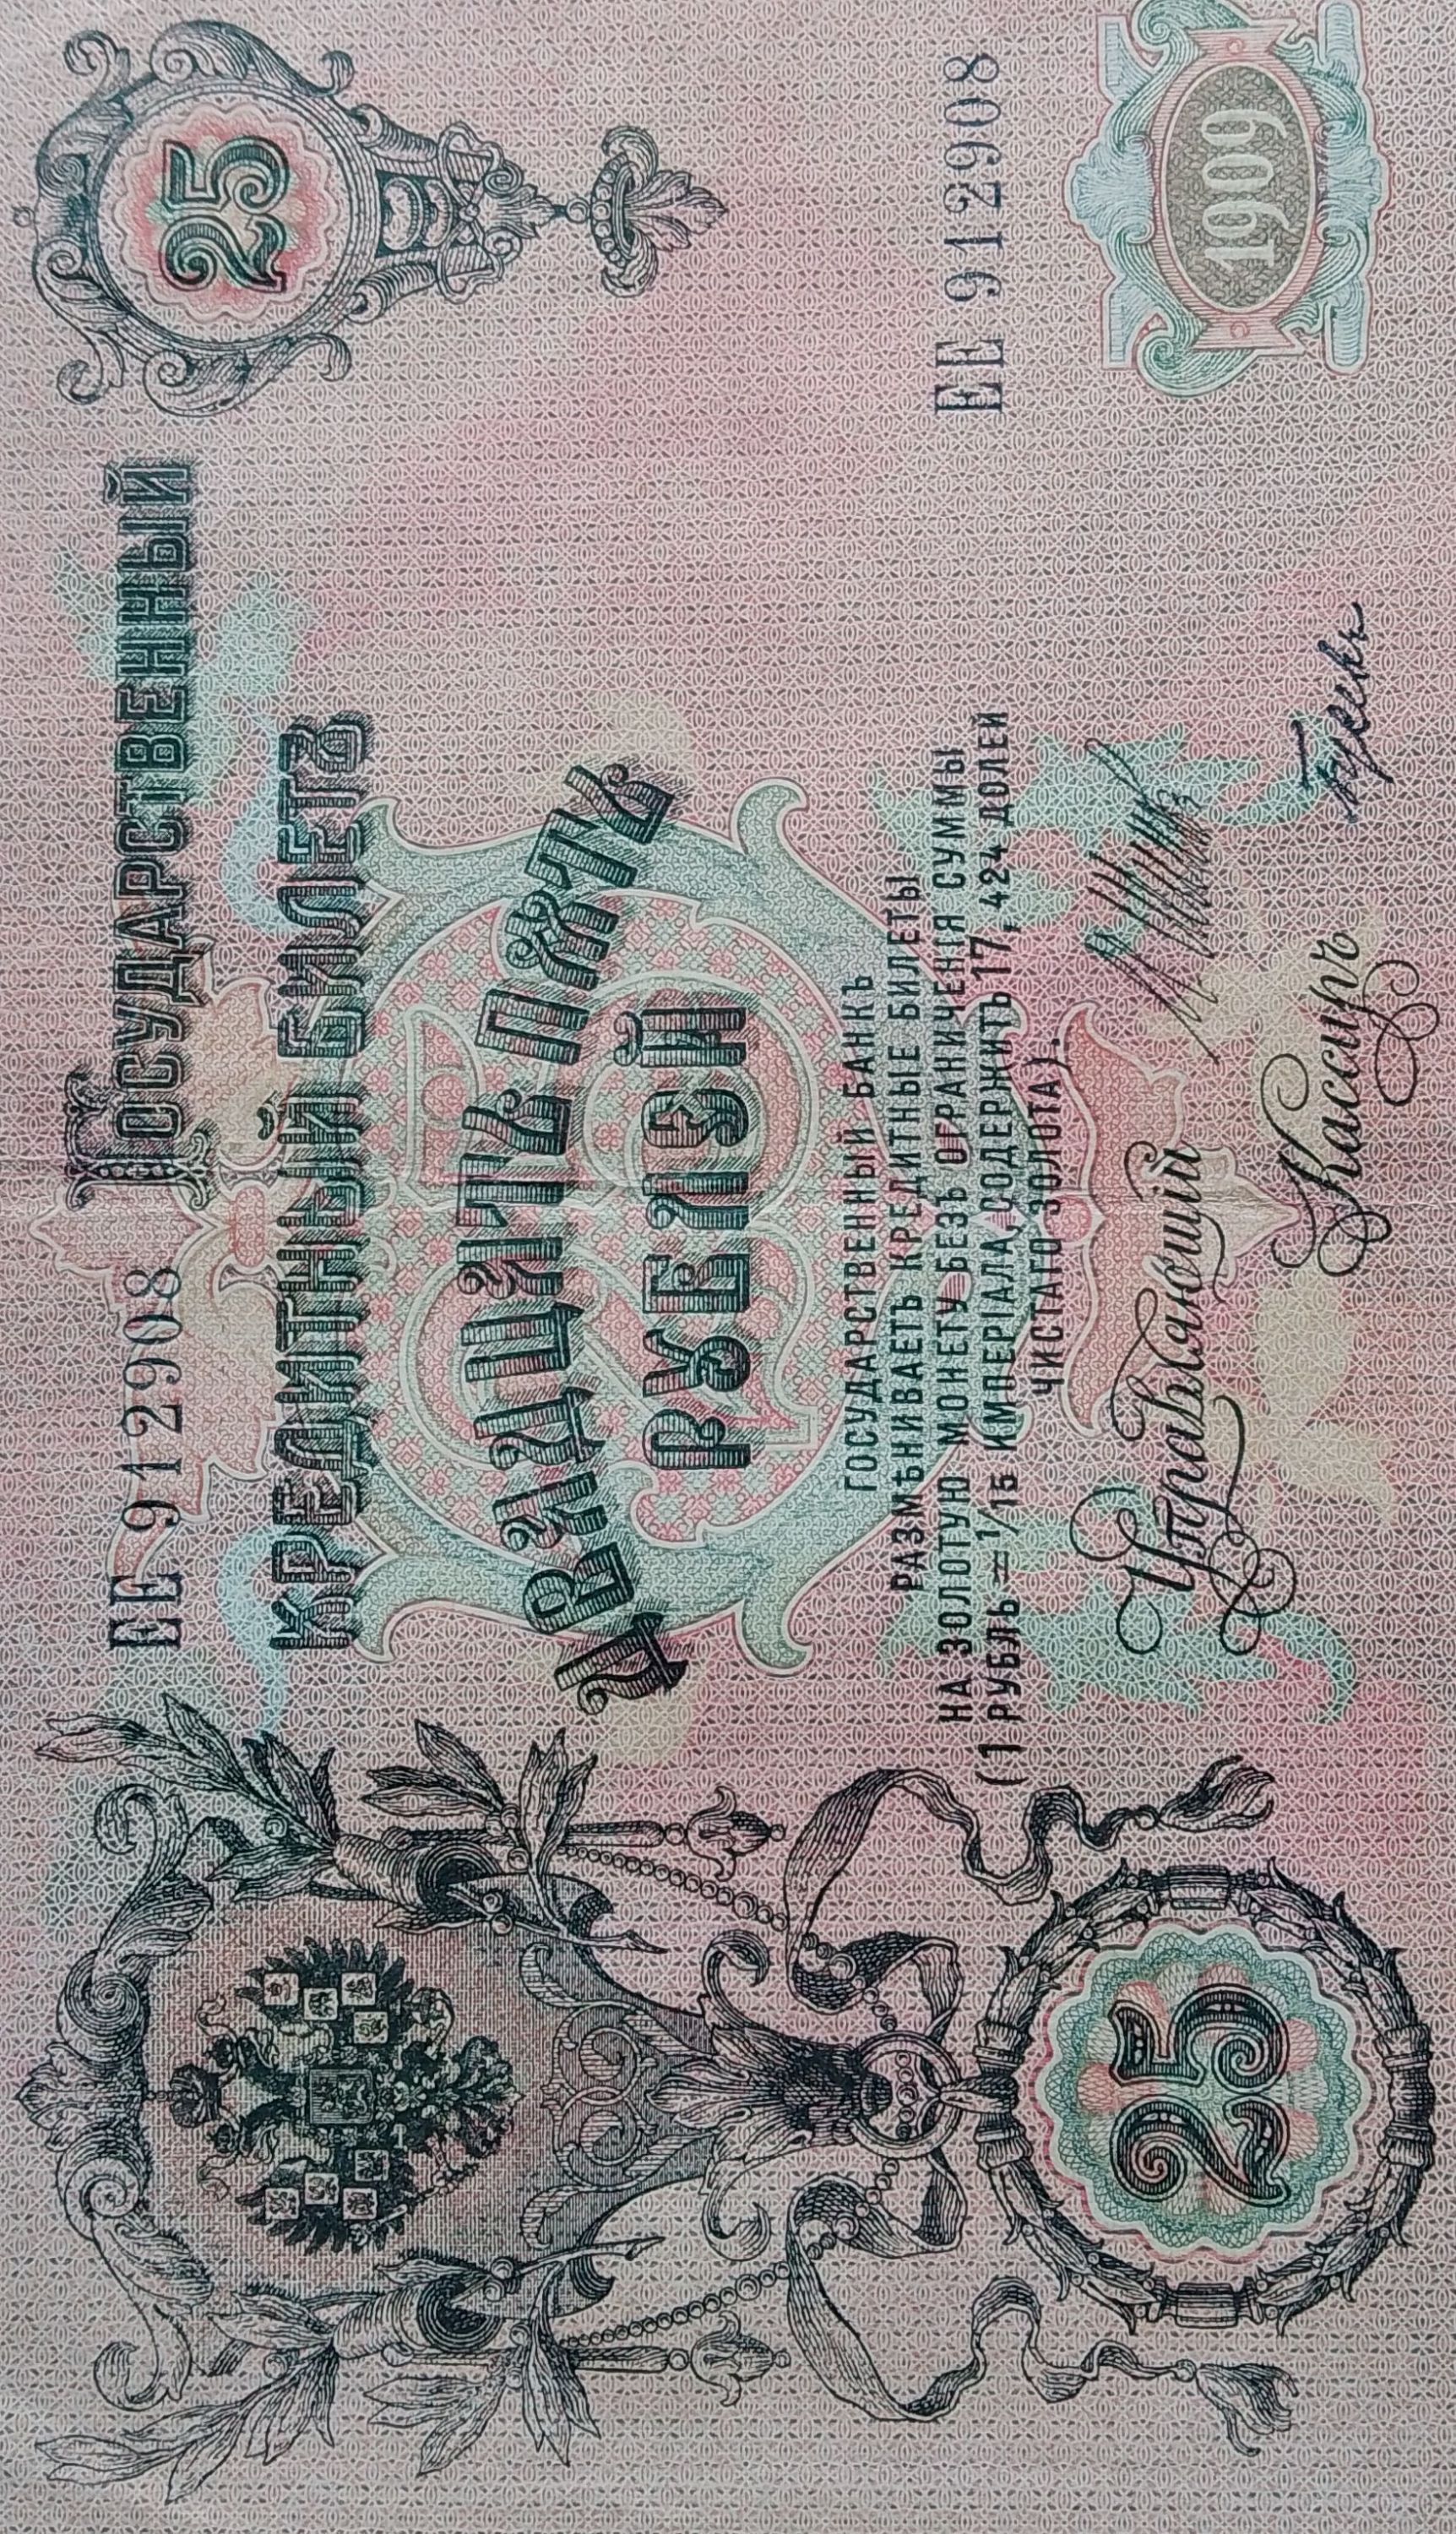 25
ГОСУДАРСТВЕННЫЙ
ЕЕ 912908
КРЕДИТНЫЙ БИЛЕТЪ
ДВАДЦАТЬ ПЯТЬ
РУБЛЕЙ
ГОСУДАРСТВЕННЫЙ БАНКЪ
РАЗМѢНИВАЕТЪ КРЕДИТНЫЕ БИЛЕТЫ
НА ЗОЛОТУЮ МОНЕТУ БЕЗЪ ОГРАНИЧЕНІЯ СУММЫ
(1 РУБЛЬ = 1/15 ИМПЕРІАЛА, СОДЕРЖИТЪ 17,424 ДОЛЕЙ
ЧИСТАГО ЗОЛОТА).
ЕЕ 912908
Управляющій
Кассиръ
25
1909